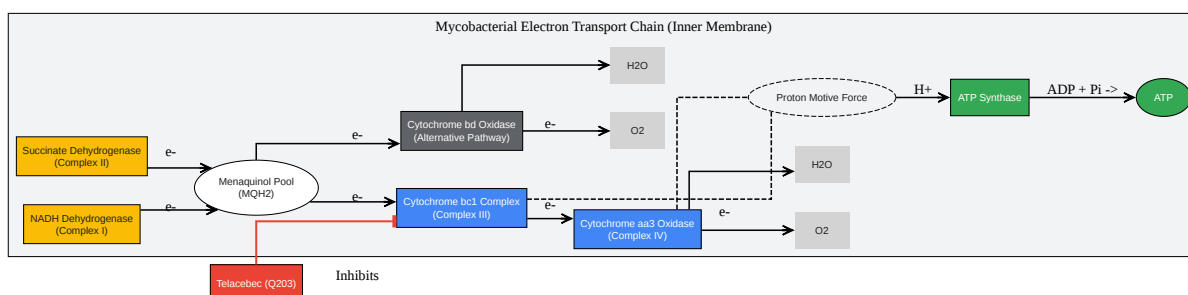 Mycobacterial Electron Transport Chain (Inner Membrane)
H2O
Proton Motive Force
H+
ATP Synthase
ADP + Pi ->
ATP
Cytochrome bd Oxidase
(Alternative Pathway)
e-
e-
O2
Succinate Dehydrogenase
(Complex II)
e-
Menaquinol Pool
(MQH2)
H2O
NADH Dehydrogenase
(Complex I)
e-
e-
Cytochrome bc1 Complex
(Complex III)
e-
Cytochrome aa3 Oxidase
(Complex IV)
e-
O2
Telacebec (Q203)
Inhibits